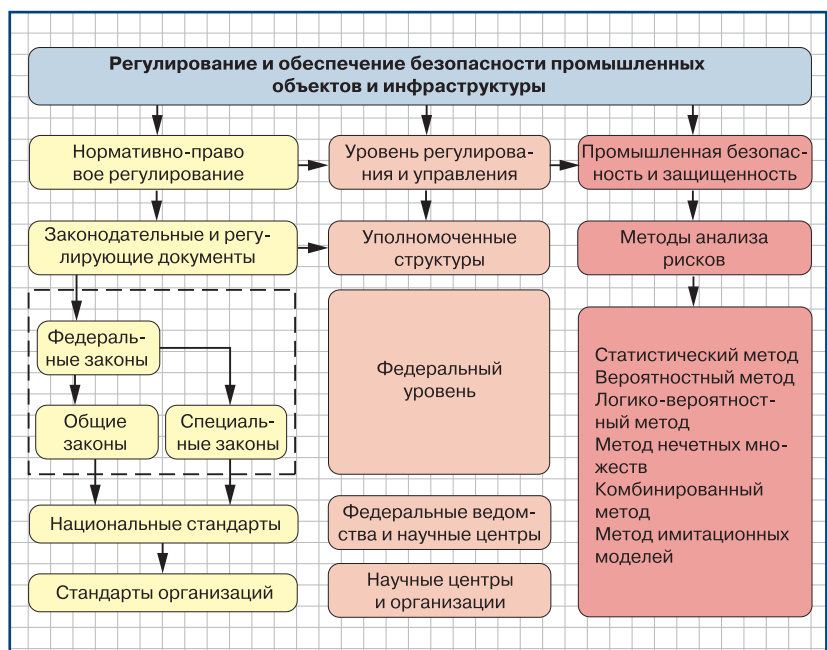 Регулирование и обеспечение безопасности промышленных
объектов и инфраструктуры
Нормативно-право
вое регулирование
Уровень регулирова-
ния и управления
Промышленная безопас-
ность и защищенность
Законодательные и регу-
лирующие документы
Уполномоченные
структуры
Методы анализа
рисков
Федераль-
ные законы
Общие
законы
Специаль-
ные законы
Федеральный
уровень
Статистический метод
Вероятностный метод
Логико-вероятност-
ный метод
Метод нечетных мно-
жеств
Комбинированный
метод
Метод имитационных
моделей
Национальные стандарты
Федеральные ведом-
ства и научные центры
Стандарты организаций
Научные центры
и организации